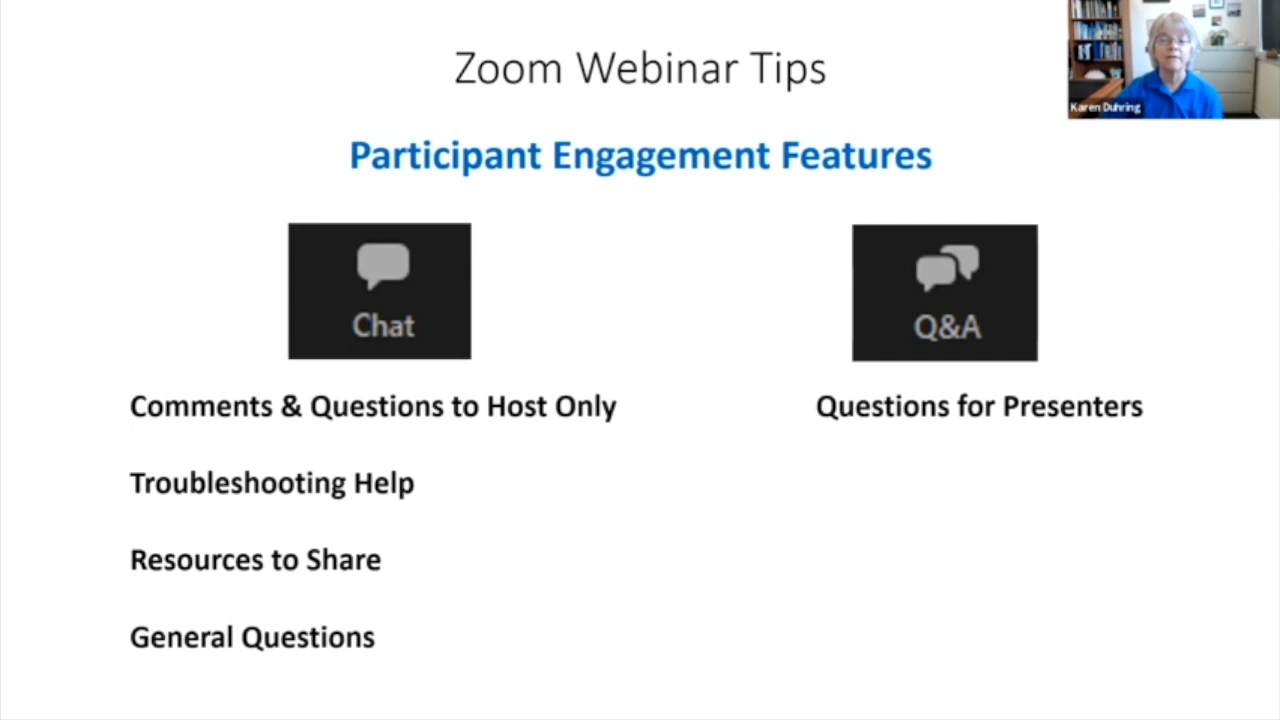 Zoom Webinar Tips
Karen Duhring
Participant Engagement Features
Chat
Q&A
Comments & Questions to Host Only
Questions for Presenters
Troubleshooting Help
Resources to Share
General Questions